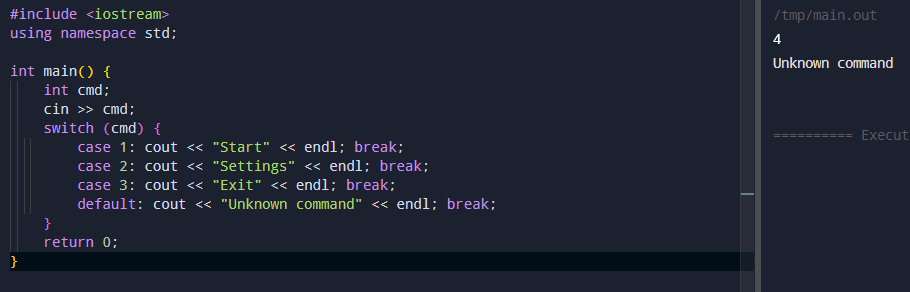 #include <iostream>
using namespace std;
int main() {
int cmd;
cin >> cmd;
switch (cmd) {
case 1: cout << "Start" << endl; break;
case 2: cout << "Settings" << endl; break;
case 3: cout << "Exit" << endl; break;
default: cout << "Unknown command" << endl; break;
}
return 0;
}
/tmp/main.out
4
Unknown command
========== Execut